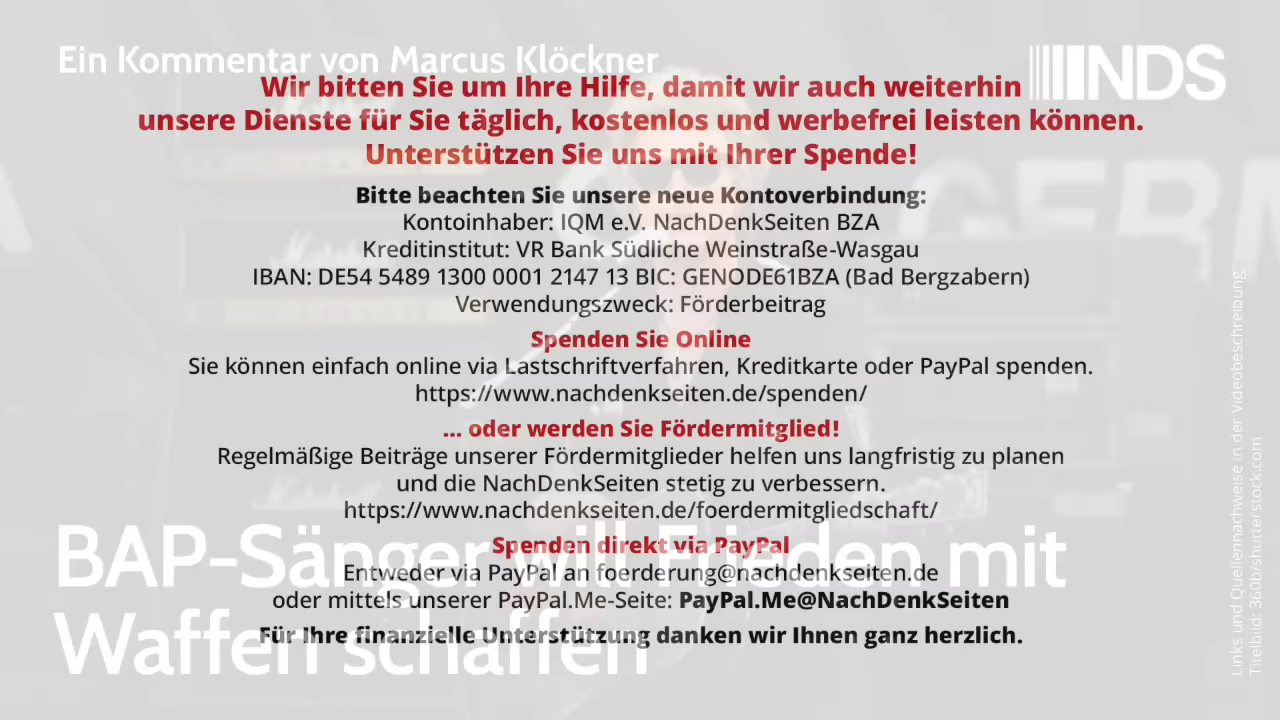 Ein Kommentar von Marcus Klöckner
NDS
Wir bitten Sie um Ihre Hilfe, damit wir auch weiterhin
unsere Dienste für Sie täglich, kostenlos und werbefrei leisten können.
Unterstützen Sie uns mit Ihrer Spende!
Bitte beachten Sie unsere neue Kontoverbindung:
Kontoinhaber: IQM e.V. NachDenkSeiten BZA
Kreditinstitut: VR Bank Südliche Weinstraße-Wasgau
IBAN: DE54 5489 1300 0001 2147 13 BIC: GENODE61BZA (Bad Bergzabern)
Verwendungszweck: Förderbeitrag
Spenden Sie Online
Sie können einfach online via Lastschriftverfahren, Kreditkarte oder PayPal spenden.
https://www.nachdenkseiten.de/spenden/
... oder werden Sie Fördermitglied!
Regelmäßige Beiträge unserer Fördermitglieder helfen uns langfristig zu planen
und die NachDenkSeiten stetig zu verbessern.
https://www.nachdenkseiten.de/foerdermitgliedschaft/
Spenden direkt via PayPal
Entweder via PayPal an foerderung@nachdenkseiten.de
oder mittels unserer PayPal.Me-Seite: PayPal.Me@NachDenkSeiten
Für Ihre finanzielle Unterstützung danken wir Ihnen ganz herzlich.
BAP-Sänger will Frieden mit
Waffen schaffen
Links und Quellennachweise in der Videobeschreibung;
Titelbild: 360b/shutterstock.com